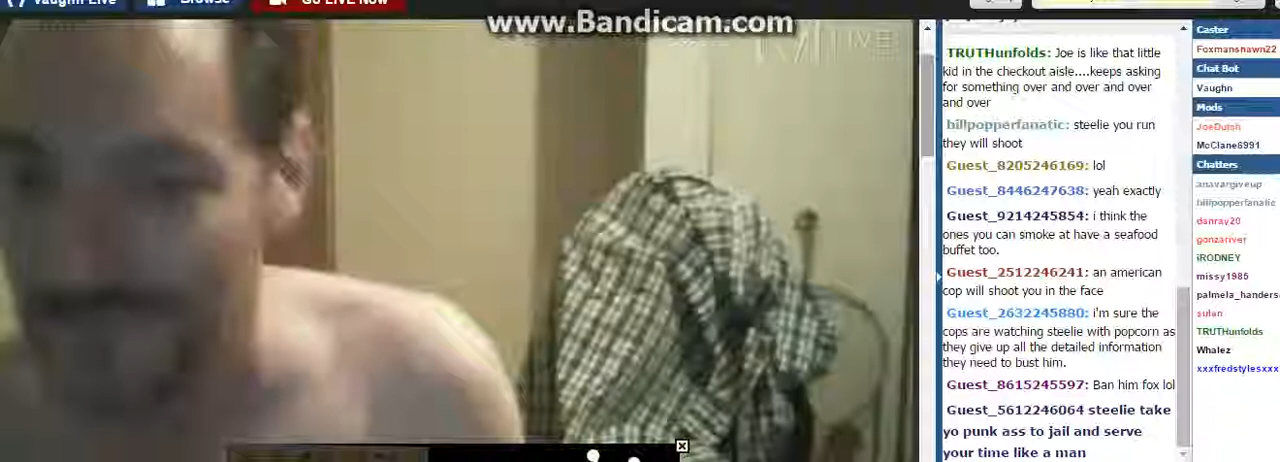 Vaughn Live
Browse
GO LIVE NOW
www.Bandicam.com
LIVE
TRUTHunfolds: Joe is like that little
kid in the checkout aisle....keeps asking
for something over and over and over
and over
billpopperfanatic: steelie you run
they will shoot
Guest_8205246169: lol
Guest_8446247638: yeah exactly
Guest_9214245854: i think the
ones you can smoke at have a seafood
buffet too.
Guest_2512246241: an american
cop will shoot you in the face
Guest_2632245880: i'm sure the
cops are watching steelie with popcorn as
they give up all the detailed information
they need to bust him.
Guest_8615245597: Ban him fox lol
Guest_5612246064 steelie take
yo punk ass to jail and serve
your time like a man
Caster
Foxmanshawn22
Chat Bot
Vaughn
Mods
JoeDutch
McClane8991
Chatters
anavargiveup
billpopperfanatic
danray20
gonzariver
iRODNEY
missy1985
palmela_handers
sutan
TRUTHunfolds
Whalez
xxxfredstylesxxx